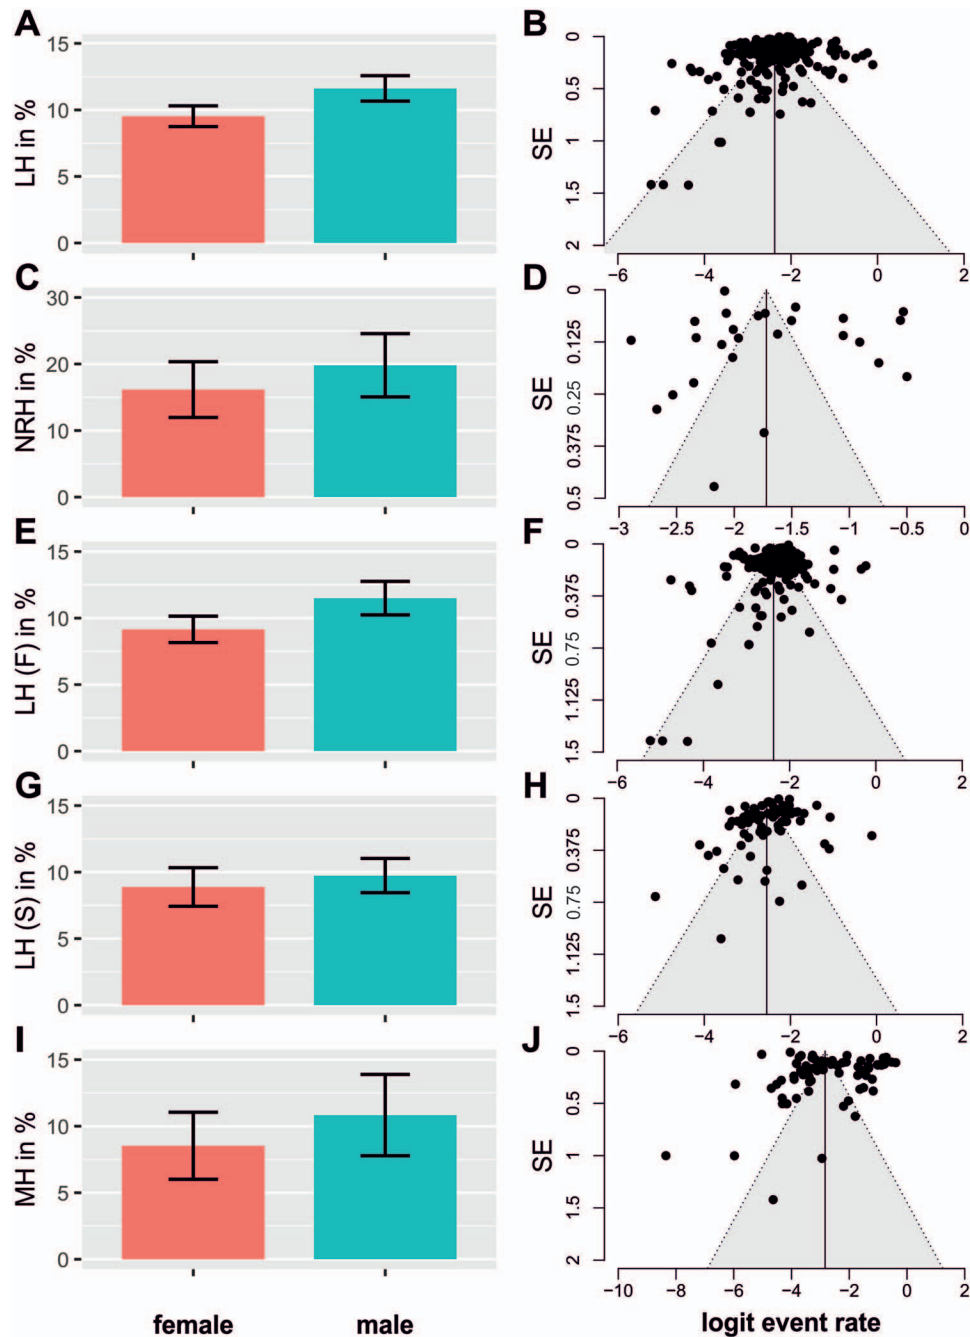 A
LH in %
15
10
5
0
B
SE
0
0.5
1
1.5
2
−6 −4 −2 0 2
C
NRH in %
30
20
10
0
D
SE
0
0.125
0.25
0.375
0.5
−3 −2.5 −2 −1.5 −1 −0.5 0
E
LH (F) in %
15
10
5
0
F
SE
0
0.375
0.75
1.125
1.5
−6 −4 −2 0 2
G
LH (S) in %
15
10
5
0
H
SE
0
0.375
0.75
1.125
1.5
−6 −4 −2 0 2
I
MH in %
15
10
5
0
female male
J
SE
0
0.5
1
1.5
2
−10 −8 −6 −4 −2 0 2
logit event rate